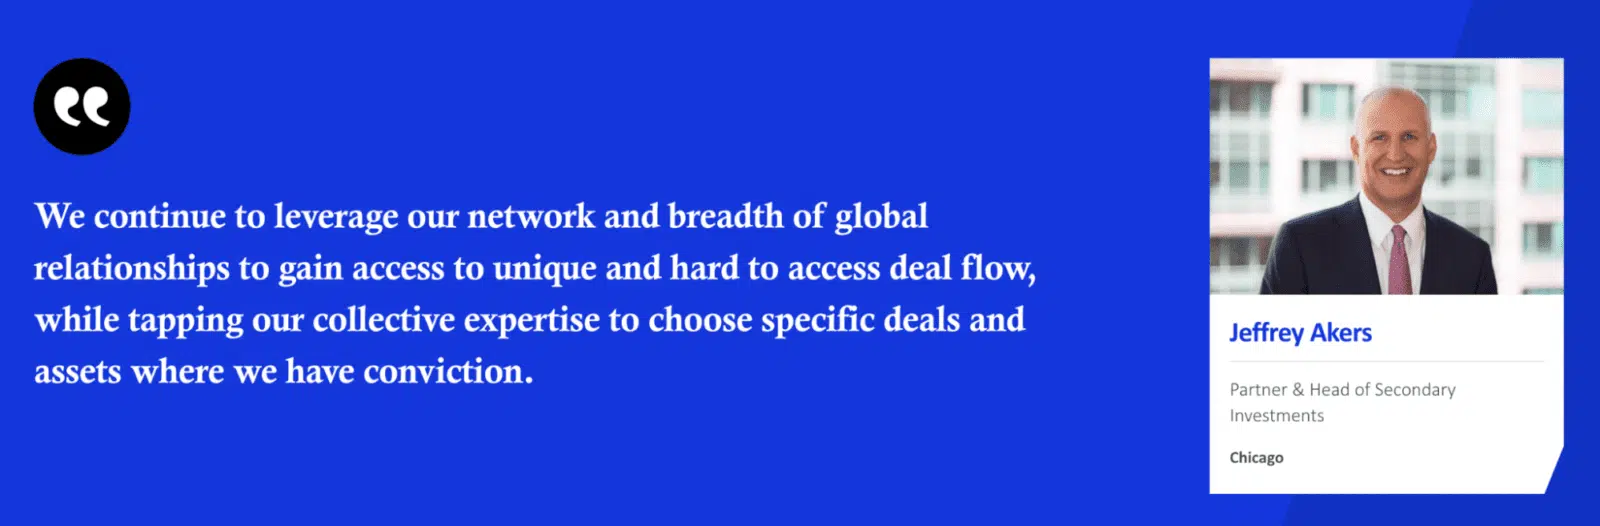 We continue to leverage our network and breadth of global
relationships to gain access to unique and hard to access deal flow,
while tapping our collective expertise to choose specific deals and
assets where we have conviction.
Jeffrey Akers
Partner & Head of Secondary
Investments
Chicago